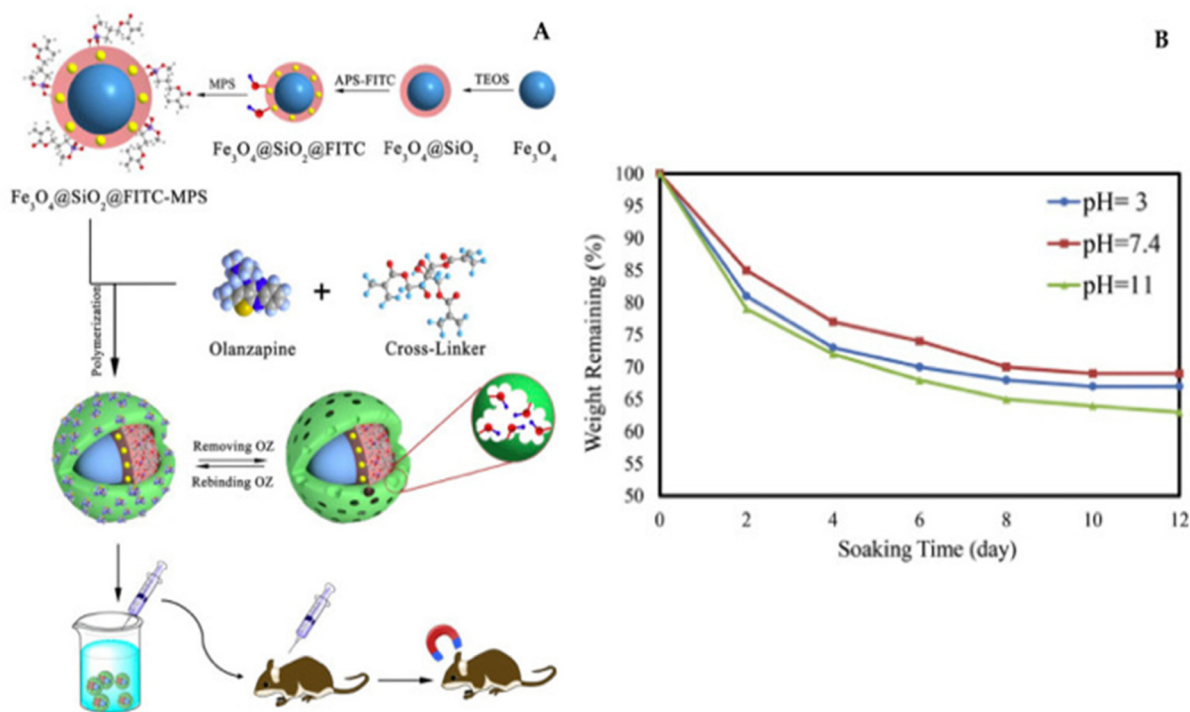 A
MPS
APS-FITC
TEOS
Fe₃O₄@SiO₂@FITC
Fe₃O₄@SiO₂
Fe₃O₄
Fe₃O₄@SiO₂@FITC-MPS
Polymerization
+
Olanzapine
Cross-Linker
Removing OZ
Rebinding OZ
B
Weight Remaining (%)
100
95
90
85
80
75
70
65
60
55
50
pH= 3
pH=7.4
pH=11
0 2 4 6 8 10 12
Soaking Time (day)